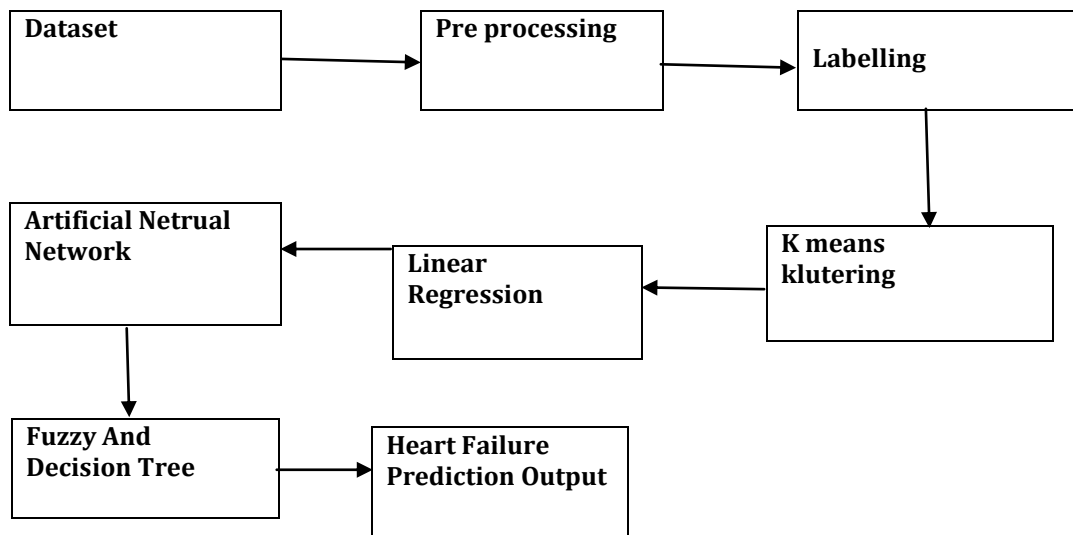 Dataset
Pre processing
Labelling
K means
klutering
Linear
Regression
Artificial Netrual
Network
Fuzzy And
Decision Tree
Heart Failure
Prediction Output